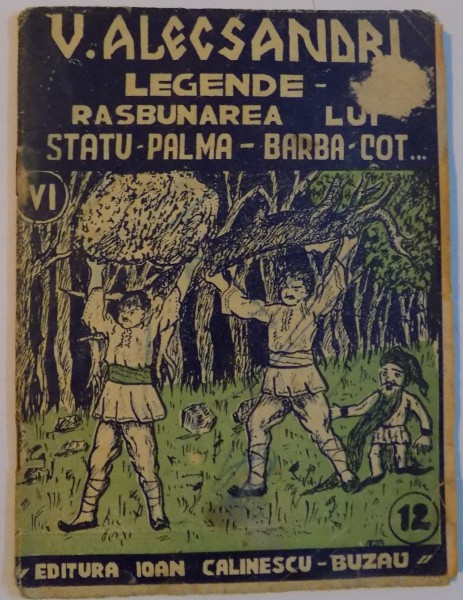 V. ALECSANDRI
LEGENDE -
RASBUNAREA LUI
STATU-PALMA - BARBA-COT...
VI
12
"EDITURA IOAN CALINESCU - BUZAU"